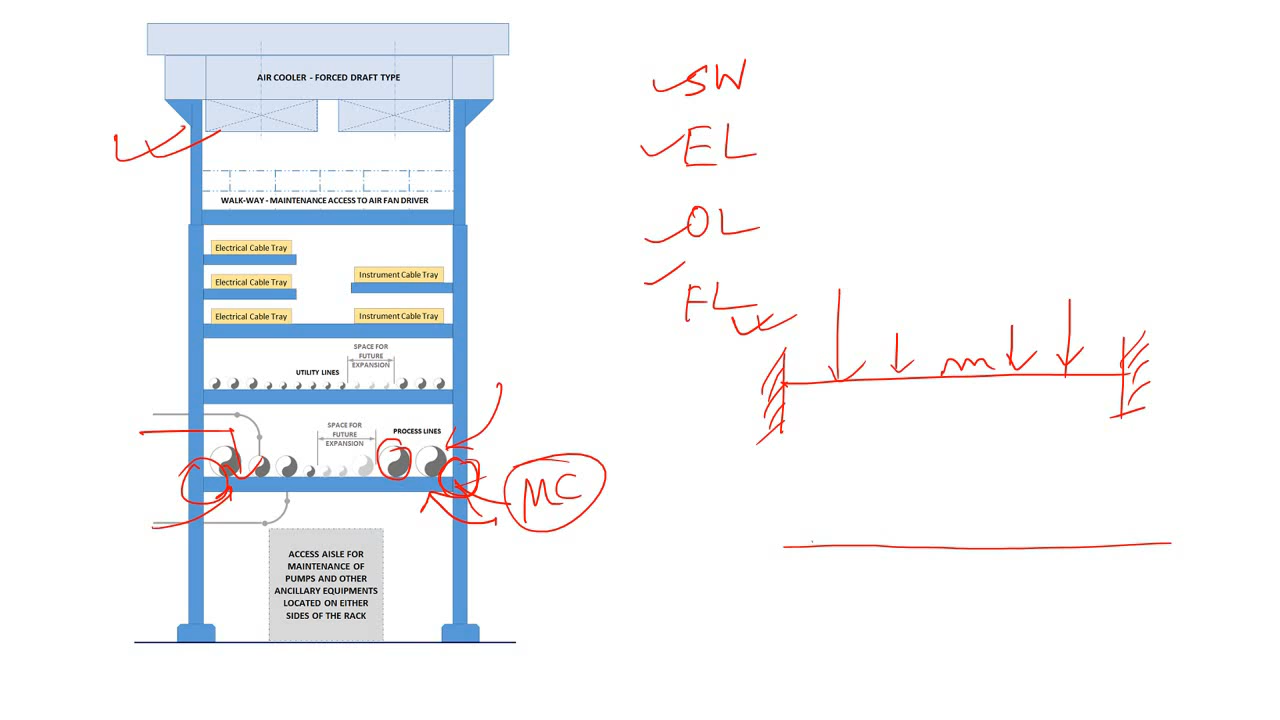 AIR COOLER - FORCED DRAFT TYPE
WALK-WAY - MAINTENANCE ACCESS TO AIR FAN DRIVER
Electrical Cable Tray
Electrical Cable Tray
Instrument Cable Tray
Electrical Cable Tray
Instrument Cable Tray
SPACE FOR
FUTURE
EXPANSION
UTILITY LINES
SPACE FOR
FUTURE
EXPANSION
PROCESS LINES
ACCESS AISLE FOR
MAINTENANCE OF
PUMPS AND OTHER
ANCILLARY EQUIPMENTS
LOCATED ON EITHER
SIDES OF THE RACK
MC
SW
EL
OL
FL
m